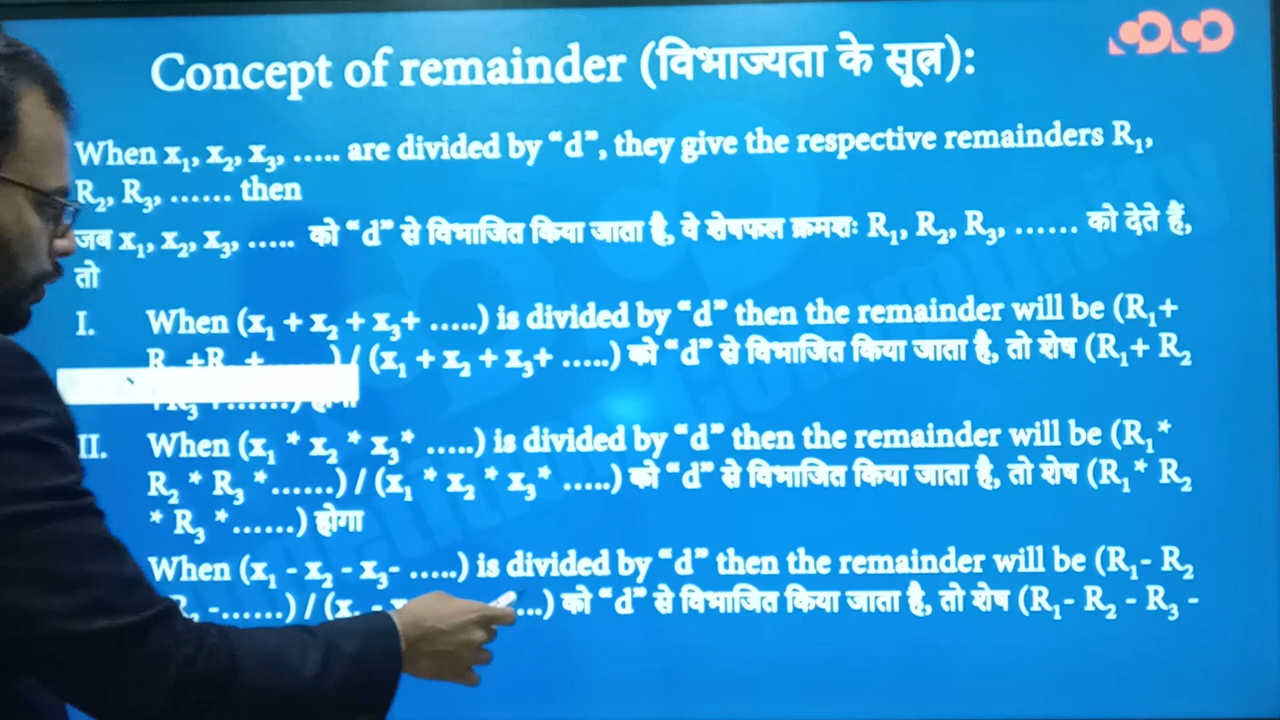 Concept of remainder (विभाज्यता के सूत्र):
When x₁, x₂, x₃, ..... are divided by “d”, they give the respective remainders R₁,
R₂, R₃, ...... then
जब x₁, x₂, x₃, ..... को “d” से विभाजित किया जाता है, वे शेषफल क्रमशः R₁, R₂, R₃, ...... को देते हैं,
तो
I. When (x₁ + x₂ + x₃+ .....) is divided by “d” then the remainder will be (R₁+
) / (x₁ + x₂ + x₃+ .....) को “d” से विभाजित किया जाता है, तो शेष (R₁+ R₂
+R₃ +......) होगा
II. When (x₁ * x₂ * x₃* .....) is divided by “d” then the remainder will be (R₁*
R₂ * R₃ *......) / (x₁ * x₂ * x₃* .....) को “d” से विभाजित किया जाता है, तो शेष (R₁* R₂
* R₃ *......) होगा
When (x₁ - x₂ - x₃- .....) is divided by “d” then the remainder will be (R₁- R₂
-......) / (x₁ - ...) को “d” से विभाजित किया जाता है, तो शेष (R₁- R₂ - R₃ -